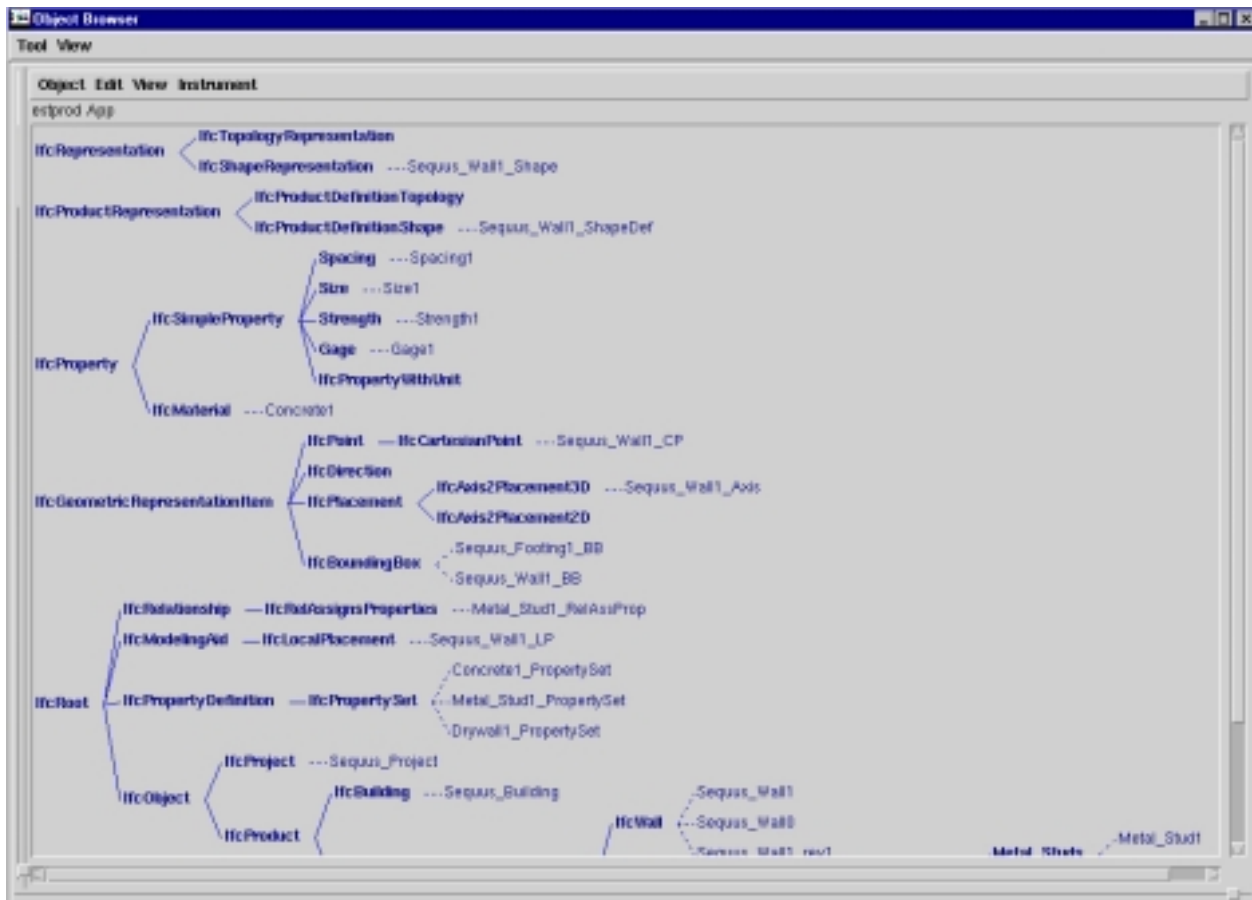 Object Browser
Tool View
Object Edit View Instrument
estprod App
IfcTopologyRepresentation
IfcRepresentation
IfcShapeRepresentation ---Sequus_Wall1_Shape
IfcProductDefinitionTopology
IfcProductRepresentation
IfcProductDefinitionShape ---Sequus_Wall1_ShapeDef
Spacing ---Spacing1
Size ---Size1
IfcSimpleProperty Strength ---Strength1
Gage ---Gage1
IfcProperty
IfcPropertyWithUnit
IfcMaterial ---Concrete1
IfcPoint — IfcCartesianPoint ---Sequus_Wall1_CP
IfcDirection
IfcAxis2Placement3D ---Sequus_Wall1_Axis
IfcGeometricRepresentationItem IfcPlacement
IfcAxis2Placement2D
Sequus_Footing1_BB
IfcBoundingBox
Sequus_Wall1_BB
IfcRelationship — IfcRelAssignsProperties ---Metal_Stud1_RelAssProp
IfcModelingAid — IfcLocalPlacement ---Sequus_Wall1_LP
Concrete1_PropertySet
IfcRoot IfcPropertyDefinition — IfcPropertySet ---Metal_Stud1_PropertySet
Drywall1_PropertySet
IfcProject ---Sequus_Project
IfcObject IfcBuilding ---Sequus_Building Sequus_Wall1
IfcWall ---Sequus_Wall0
IfcProduct Metal_Stud1
Sequus_Wall1_rev1 Metal_Studs